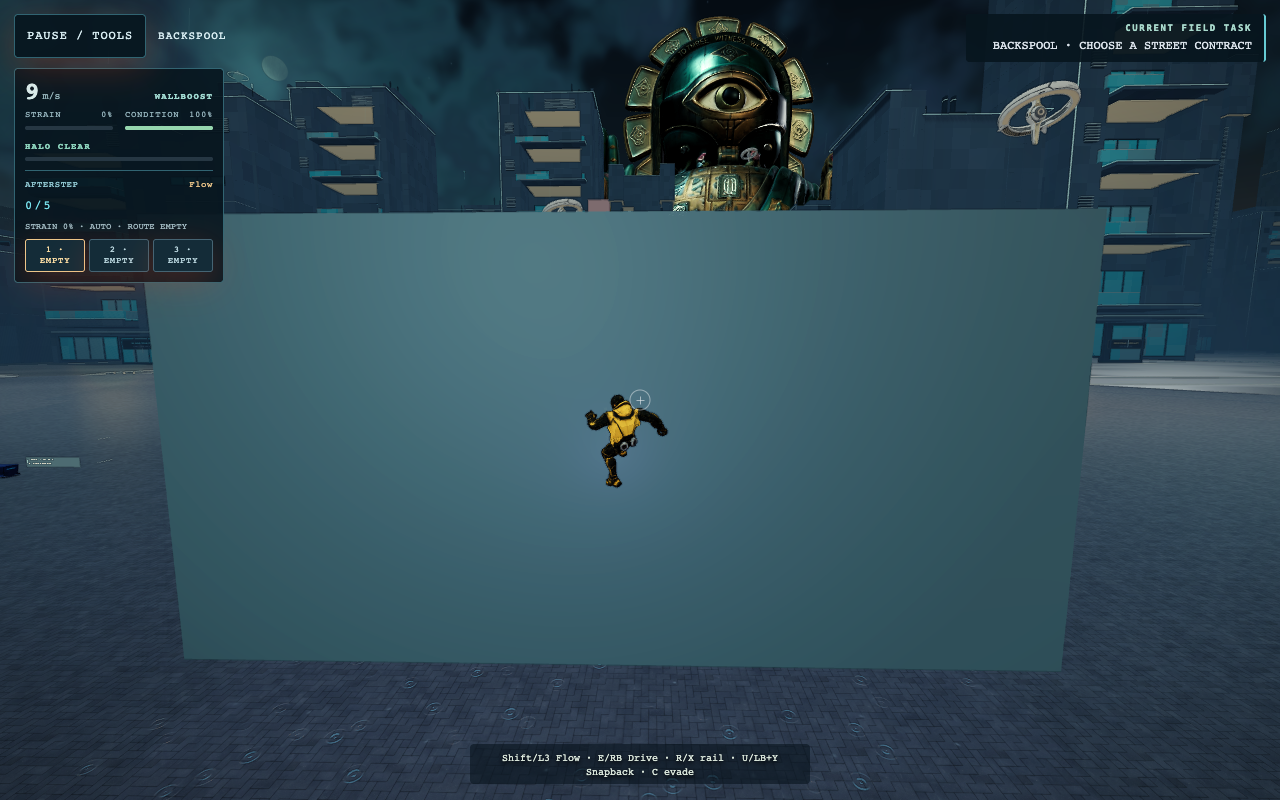 PAUSE / TOOLS
BACKSPOOL
CURRENT FIELD TASK
BACKSPOOL · CHOOSE A STREET CONTRACT
9 m/s
WALLBOOST
STRAIN 0%
CONDITION 100%
HALO CLEAR
AFTERSTEP
Flow
0/5
STRAIN 0% · AUTO · ROUTE EMPTY
1 ·
EMPTY
2 ·
EMPTY
3 ·
EMPTY
Shift/L3 Flow · E/RB Drive · R/X rail · U/LB+Y
Snapback · C evade